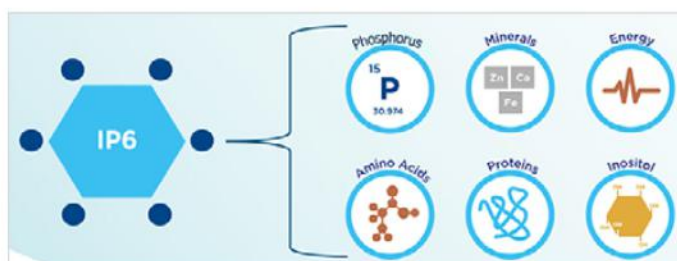 Phosphorus
Minerals
Energy
15
P
30.974
Zn
Ca
Fe
IP6
Amino Acids
Proteins
Inositol